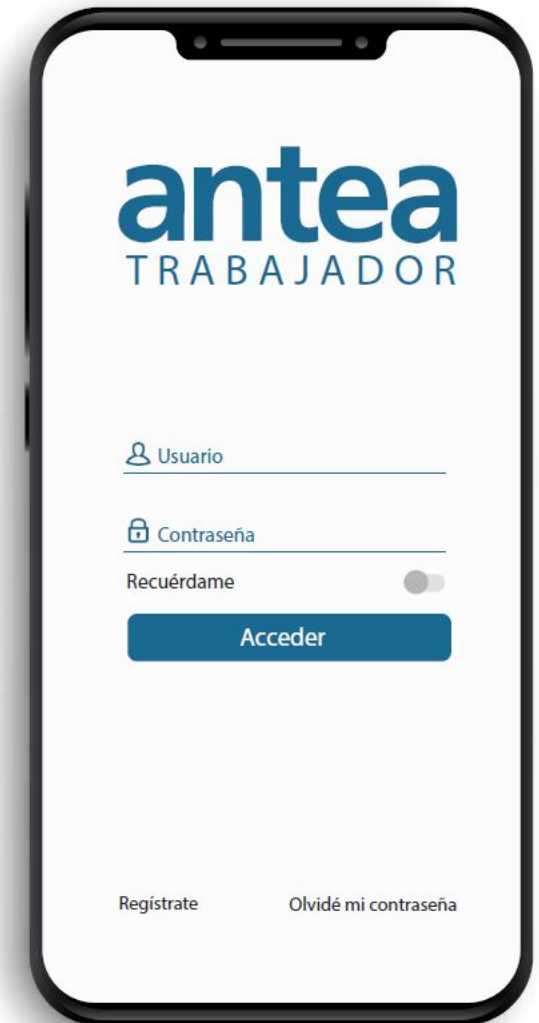 antea
TRABAJADOR
Usuario
Contraseña
Recuérdame
Acceder
Regístrate Olvidé mi contraseña